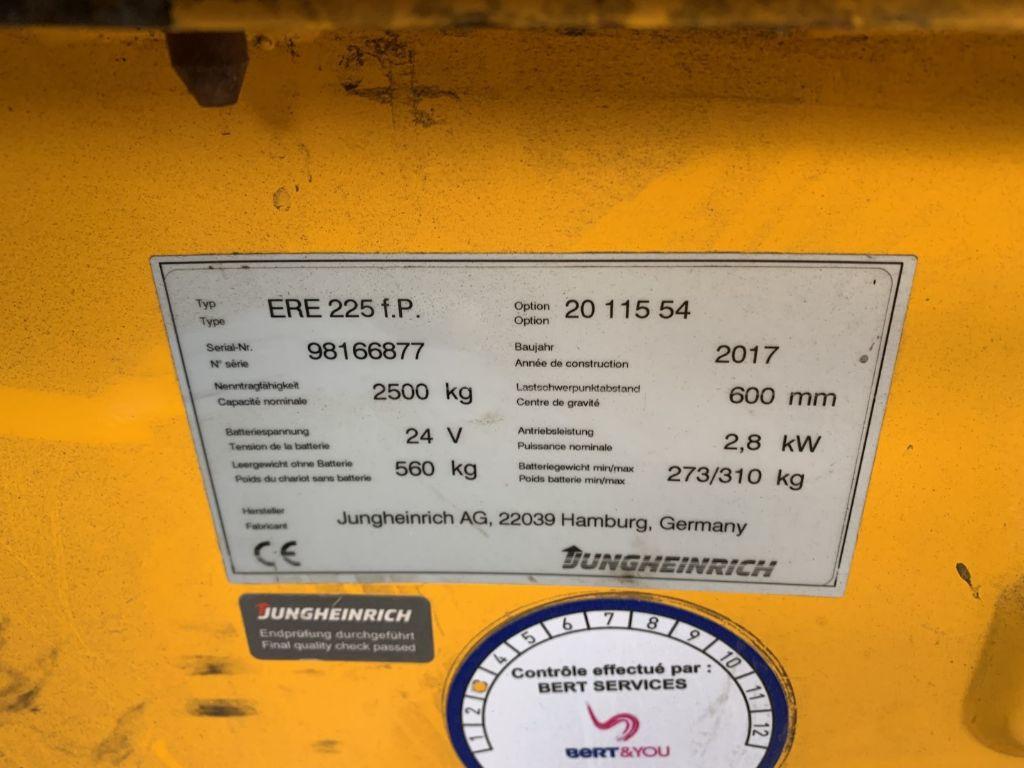 Typ
Type
ERE 225 f.P.
Option
Option
20 115 54
Serial-Nr.
N° série
98166877
Baujahr
Année de construction
2017
Nenntragfähigkeit
Capacité nominale
2500 kg
Lastschwerpunktabstand
Centre de gravité
600 mm
Batteriespannung
Tension de la batterie
24 V
Antriebsleistung
Puissance nominale
2,8 kW
Leergewicht ohne Batterie
Poids du chariot sans batterie
560 kg
Batteriegewicht min/max
Poids batterie min/max
273/310 kg
Hersteller
Fabricant
Jungheinrich AG, 22039 Hamburg, Germany
CE
JUNGHEINRICH
JUNGHEINRICH
Endprüfung durchgeführt
Final quality check passed
1 2 4 5 6 7 8 9 10 11 12
Contrôle effectué par :
BERT SERVICES
BERT&YOU